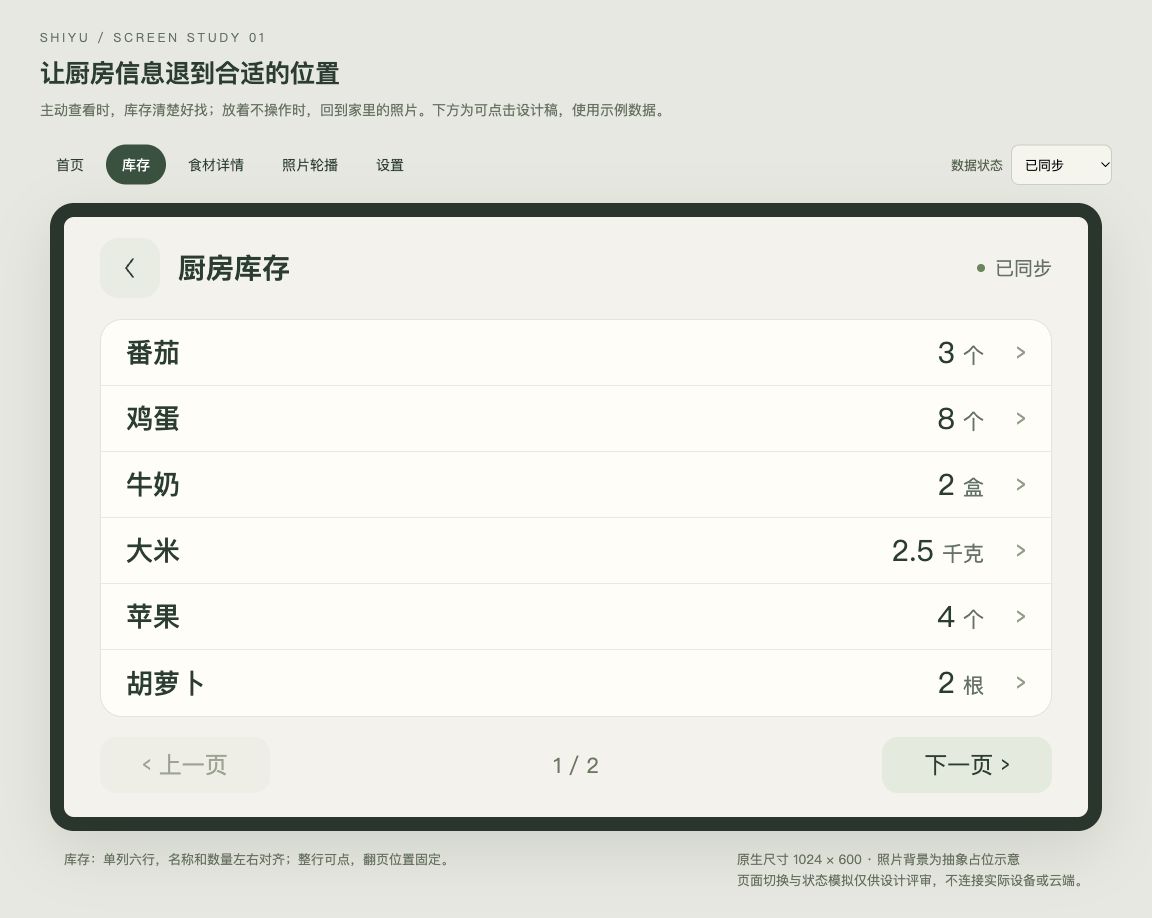 SHIYU / SCREEN STUDY 01
让厨房信息退到合适的位置
主动查看时，库存清楚好找；放着不操作时，回到家里的照片。下方为可点击设计稿，使用示例数据。
首页 库存 食材详情 照片轮播 设置 数据状态 已同步
厨房库存 已同步
番茄 3 个 >
鸡蛋 8 个 >
牛奶 2 盒 >
大米 2.5 千克 >
苹果 4 个 >
胡萝卜 2 根 >
< 上一页 1 / 2 下一页 >
库存：单列六行，名称和数量左右对齐；整行可点，翻页位置固定。
原生尺寸 1024 × 600 · 照片背景为抽象占位示意
页面切换与状态模拟仅供设计评审，不连接实际设备或云端。